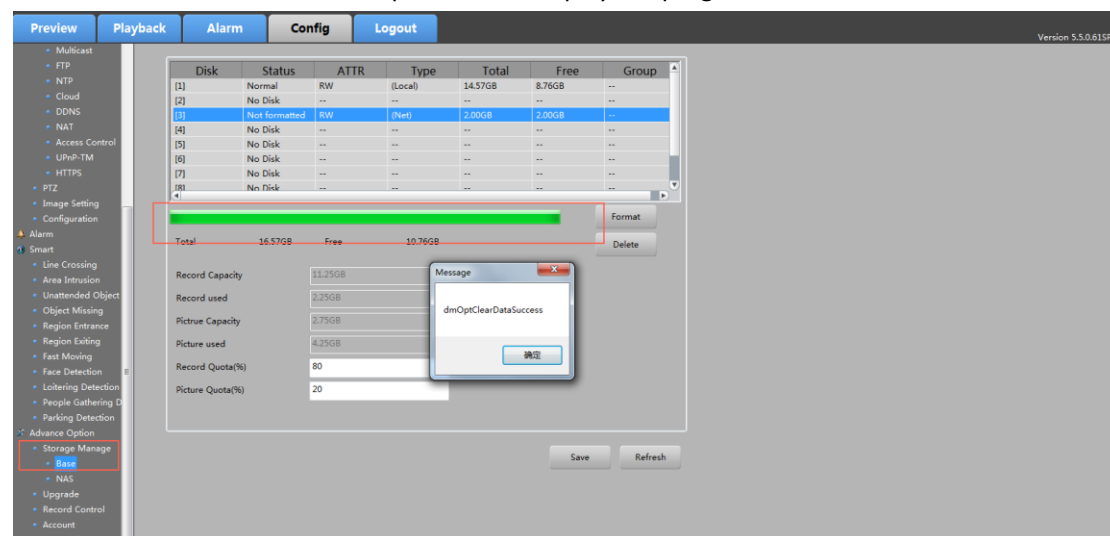 Preview Playback Alarm Config Logout
Version 5.5.0.61SP
Multicast
FTP
NTP
Cloud
DDNS
NAT
Access Control
UPnP-TM
HTTPS
PTZ
Image Setting
Configuration
Alarm
Smart
Line Crossing
Area Intrusion
Unattended Object
Object Missing
Region Entrance
Region Exiting
Fast Moving
Face Detection
Loitering Detection
People Gathering D
Parking Detection
Advance Option
Storage Manage
Base
NAS
Upgrade
Record Control
Account
Disk Status ATTR Type Total Free Group
[1] Normal RW (Local) 14.57GB 8.76GB --
[2] No Disk -- -- -- -- --
[3] Not formatted RW (Net) 2.00GB 2.00GB --
[4] No Disk -- -- -- -- --
[5] No Disk -- -- -- -- --
[6] No Disk -- -- -- -- --
[7] No Disk -- -- -- -- --
[8] No Disk -- -- -- -- --
Format
Total 16.57GB Free 10.76GB
Delete
Record Capacity 11.25GB
Record used 2.25GB
Pictrue Capacity 2.75GB
Picture used 4.25GB
Record Quota(%) 80
Picture Quota(%) 20
Message
dmOptClearDataSuccess
确定
Save Refresh